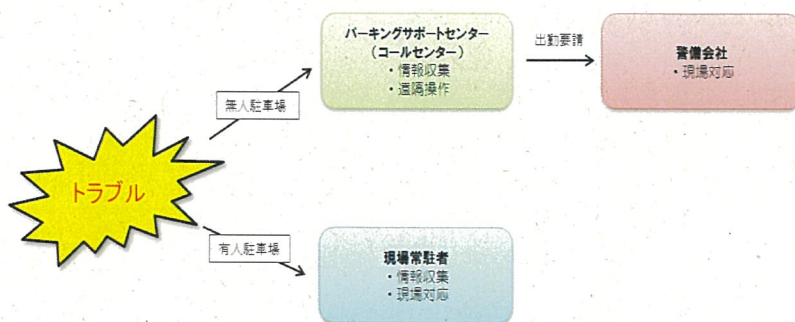 パーキングサポートセンター
（コールセンター）
・情報収集
・遠隔操作
出動要請
警備会社
・現場対応
無人駐車場
トラブル
有人駐車場
現場常駐者
・情報収集
・現場対応